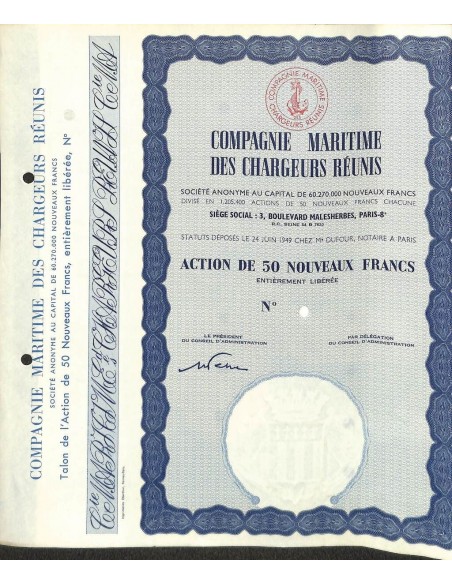 COMPAGNIE MARITIME DES CHARGEURS RÉUNIS
SOCIÉTÉ ANONYME AU CAPITAL DE 60.270.000 NOUVEAUX FRANCS
Talon de l'Action de 50 Nouveaux Francs, entièrement libérée, N°
COMPAGNIE MARITIME
CHARGEURS RÉUNIS
COMPAGNIE MARITIME
DES CHARGEURS RÉUNIS
SOCIÉTÉ ANONYME AU CAPITAL DE 60.270.000 NOUVEAUX FRANCS
DIVISÉ EN 1.205.400 ACTIONS DE 50 NOUVEAUX FRANCS CHACUNE
SIÈGE SOCIAL : 3, BOULEVARD MALESHERBES, PARIS-8e
R.C. SEINE 54 B
STATUTS DÉPOSÉS LE 24 JUIN 1949 CHEZ Me DUFOUR, NOTAIRE A PARIS
ACTION DE 50 NOUVEAUX FRANCS
ENTIÈREMENT LIBÉRÉE
N°
LE PRÉSIDENT
DU CONSEIL D'ADMINISTRATION
PAR DÉLÉGATION
DU CONSEIL D'ADMINISTRATION